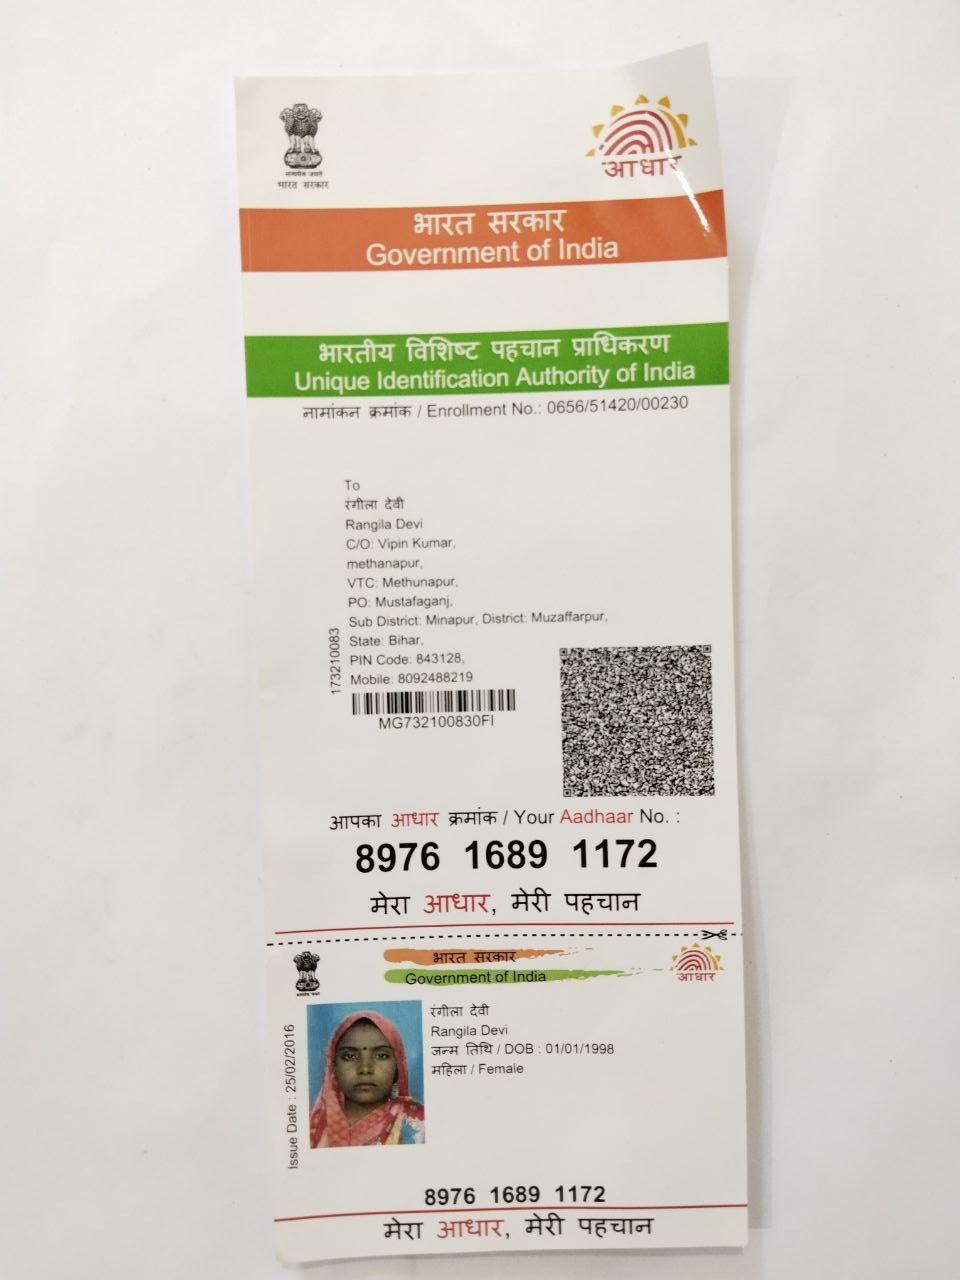 सत्यमेव जयते
भारत सरकार
आधार
भारत सरकार
Government of India
भारतीय विशिष्ट पहचान प्राधिकरण
Unique Identification Authority of India
नामांकन क्रमांक / Enrollment No.: 0656/51420/00230
To
रंगीला देवी
Rangila Devi
C/O: Vipin Kumar,
methanapur,
VTC: Methunapur,
PO: Mustafaganj,
Sub District: Minapur, District: Muzaffarpur,
State: Bihar,
PIN Code: 843128,
Mobile: 8092488219
173210083
MG732100830FI
आपका आधार क्रमांक / Your Aadhaar No. :
8976 1689 1172
मेरा आधार, मेरी पहचान
भारत सरकार
Government of India
सत्यमेव जयते
आधार
Issue Date : 25/02/2016
रंगीला देवी
Rangila Devi
जन्म तिथि / DOB : 01/01/1998
महिला / Female
8976 1689 1172
मेरा आधार, मेरी पहचान